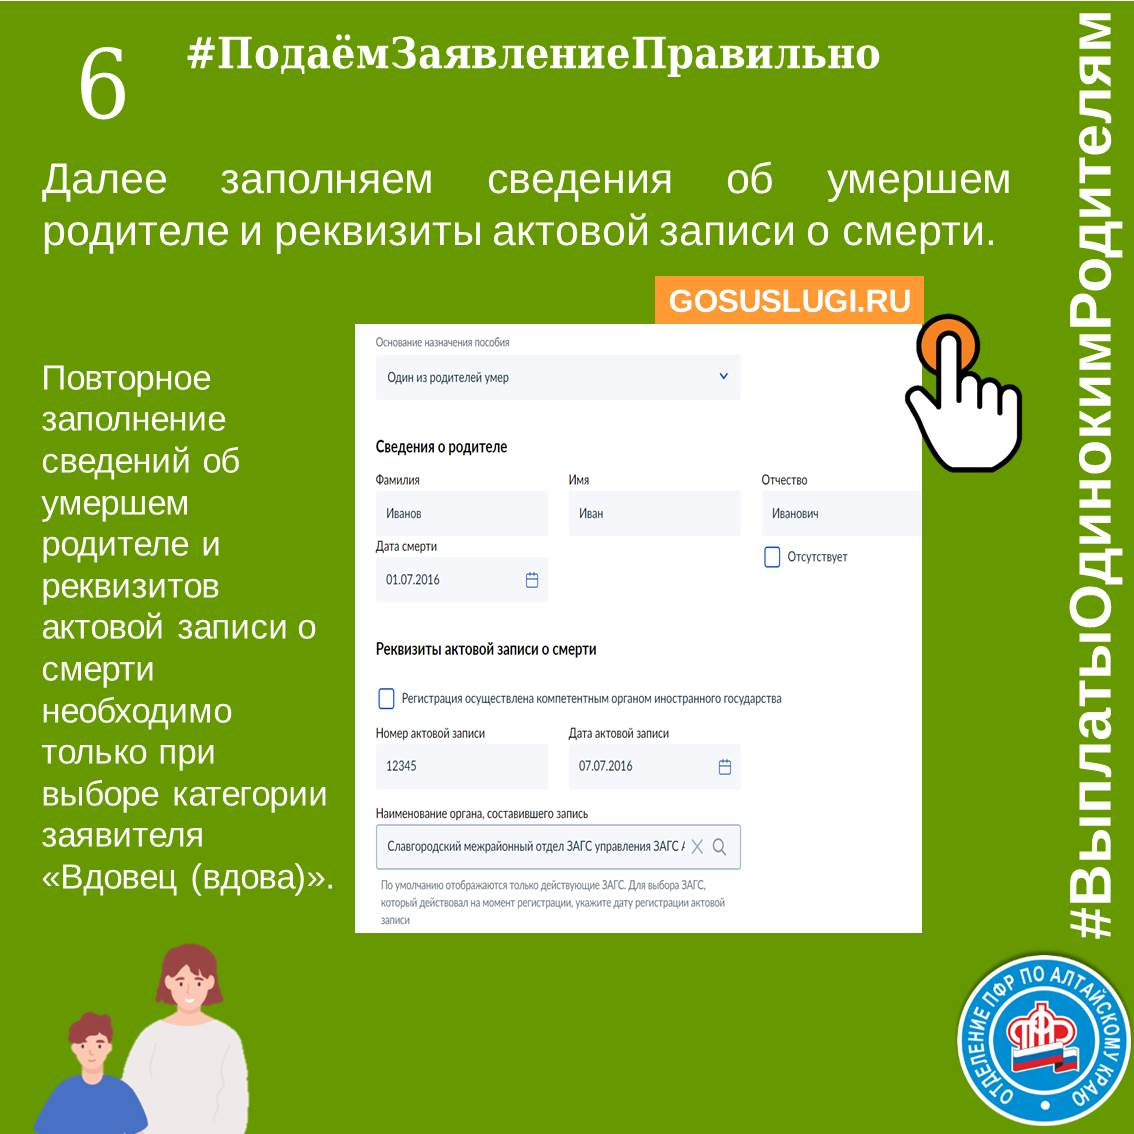 6
#ПодаёмЗаявлениеПравильно
Далее заполняем сведения об умершем
родителе и реквизиты актовой записи о смерти.
GOSUSLUGI.RU
Повторное
заполнение
сведений об
умершем
родителе и
реквизитов
актовой записи о
смерти
необходимо
только при
выборе категории
заявителя
«Вдовец (вдова)».
Основание назначения пособия
Один из родителей умер
Сведения о родителе
Фамилия Имя Отчество
Иванов Иван Иванович
Дата смерти
Отсутствует
01.07.2016
Реквизиты актовой записи о смерти
Регистрация осуществлена компетентным органом иностранного государства
Номер актовой записи Дата актовой записи
12345 07.07.2016
Наименование органа, составившего запись
Славгородский межрайонный отдел ЗАГС управления ЗАГС
По умолчанию отображаются только действующие ЗАГС. Для выбора ЗАГС,
который действовал на момент регистрации, укажите дату регистрации актовой
записи
#ВыплатыОдинокимРодителям
ОТДЕЛЕНИЕ ПФР ПО АЛТАЙСКОМУ КРАЮ